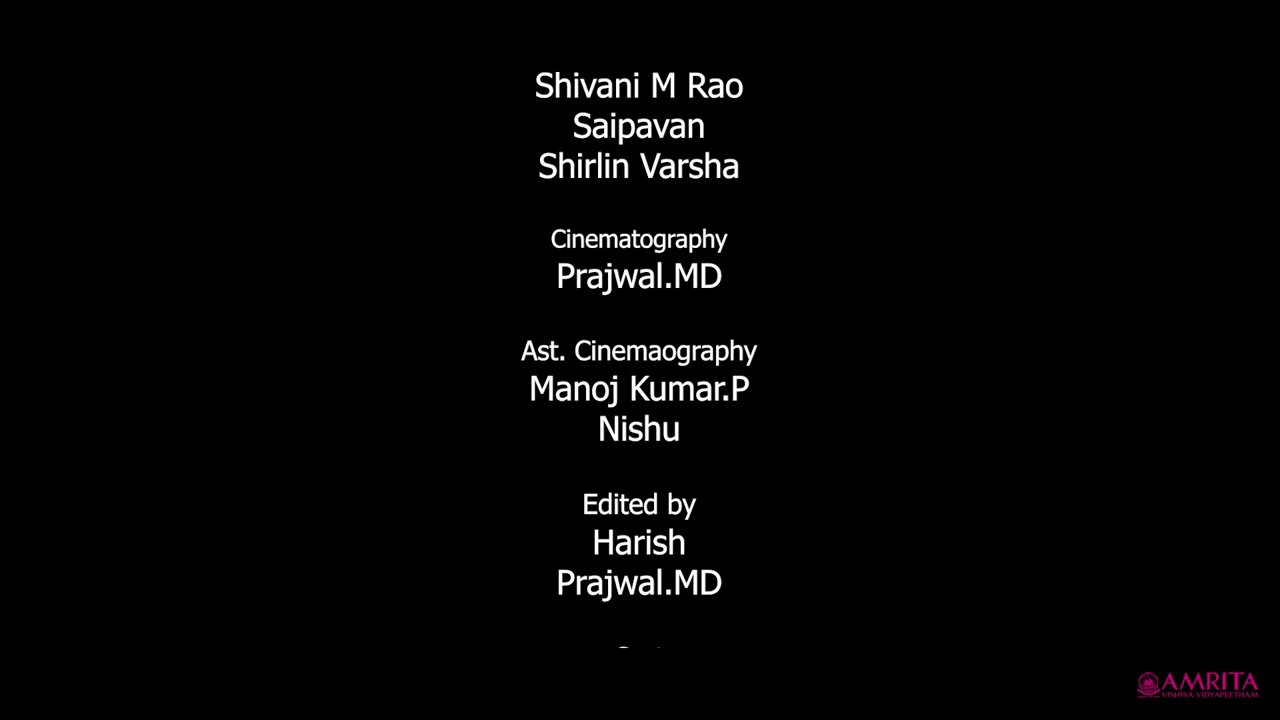 Shivani M Rao
Saipavan
Shirlin Varsha
Cinematography
Prajwal.MD
Ast. Cinemaography
Manoj Kumar.P
Nishu
Edited by
Harish
Prajwal.MD
AMRITA
VISHWA VIDYAPEETHAM